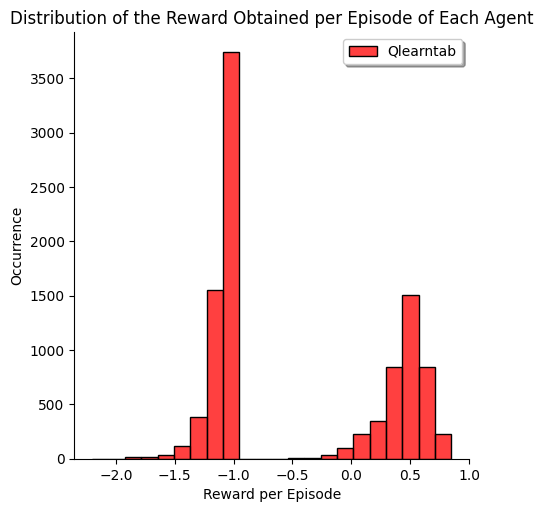 Distribution of the Reward Obtained per Episode of Each Agent
Qlearntab
3500
3000
2500
2000
1500
1000
500
0
Occurrence
−2.0 −1.5 −1.0 −0.5 0.0 0.5 1.0
Reward per Episode